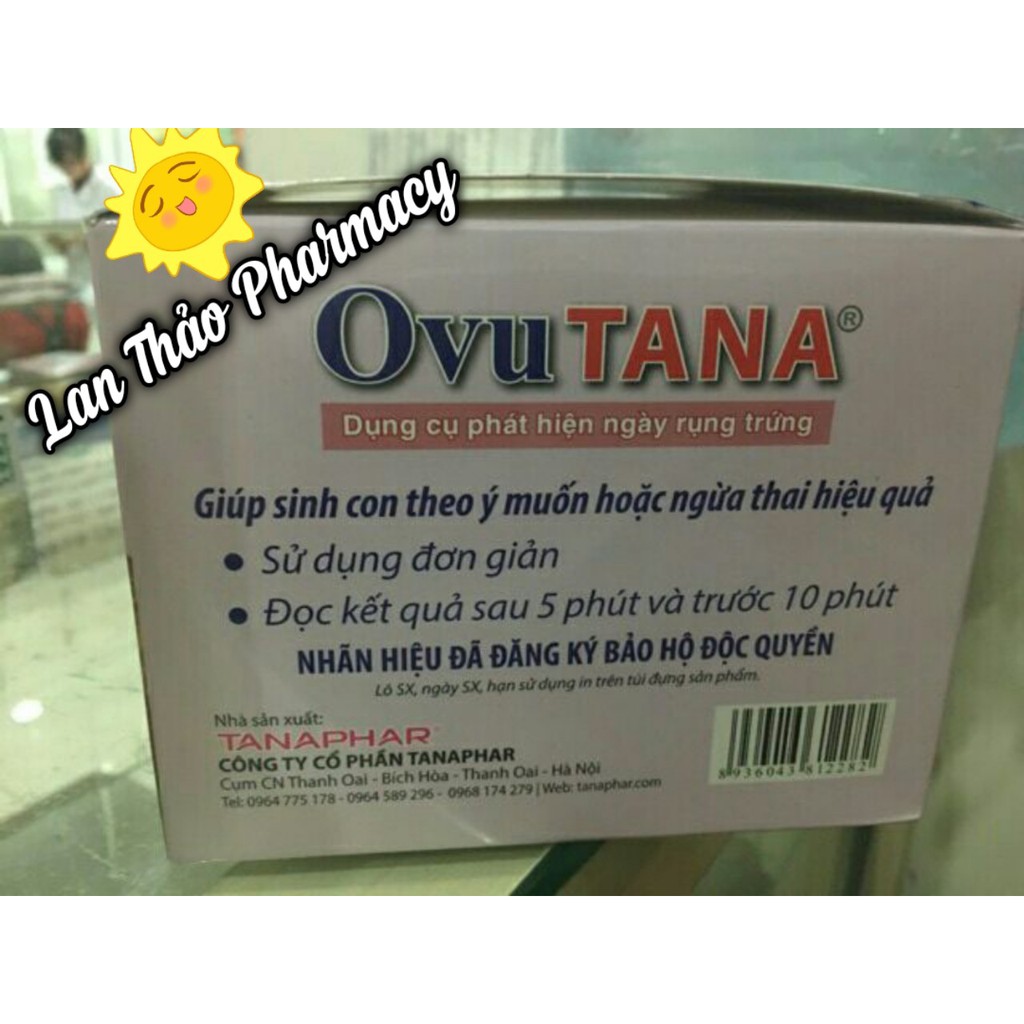 Lan Thảo Pharmacy
OvuTANA®
Dụng cụ phát hiện ngày rụng trứng
Giúp sinh con theo ý muốn hoặc ngừa thai hiệu quả
• Sử dụng đơn giản
• Đọc kết quả sau 5 phút và trước 10 phút
NHÃN HIỆU ĐÃ ĐĂNG KÝ BẢO HỘ ĐỘC QUYỀN
Lô SX, ngày SX, hạn sử dụng in trên túi đựng sản phẩm.
Nhà sản xuất:
TANAPHAR
CÔNG TY CỔ PHẦN TANAPHAR
Cụm CN Thanh Oai - Bích Hòa - Thanh Oai - Hà Nội
Tel: 0964 775 178 - 0964 589 296 - 0968 174 279 | Web: tanaphar.com
8 936043 812282